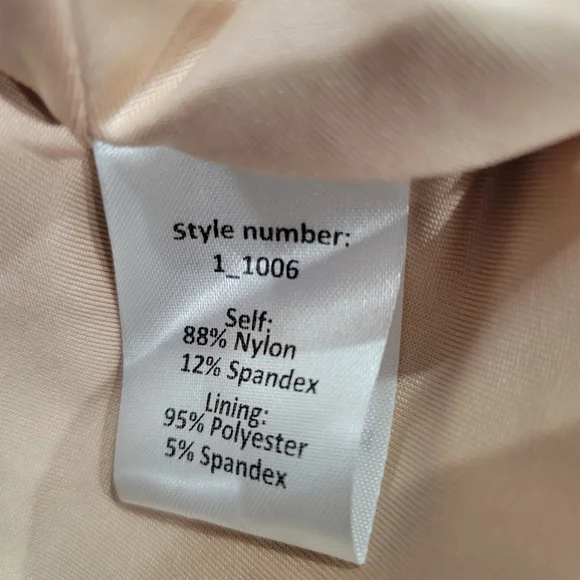 Style number:
1_1006
Self:
88% Nylon
12% Spandex
Lining:
95% Polyester
5% Spandex